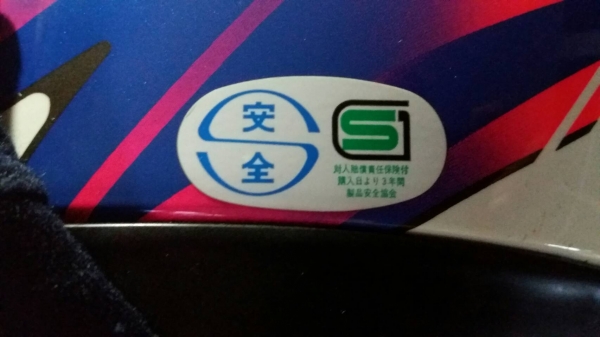 安
全
SG
対人賠償責任保険付
購入日より3年間
製品安全協会